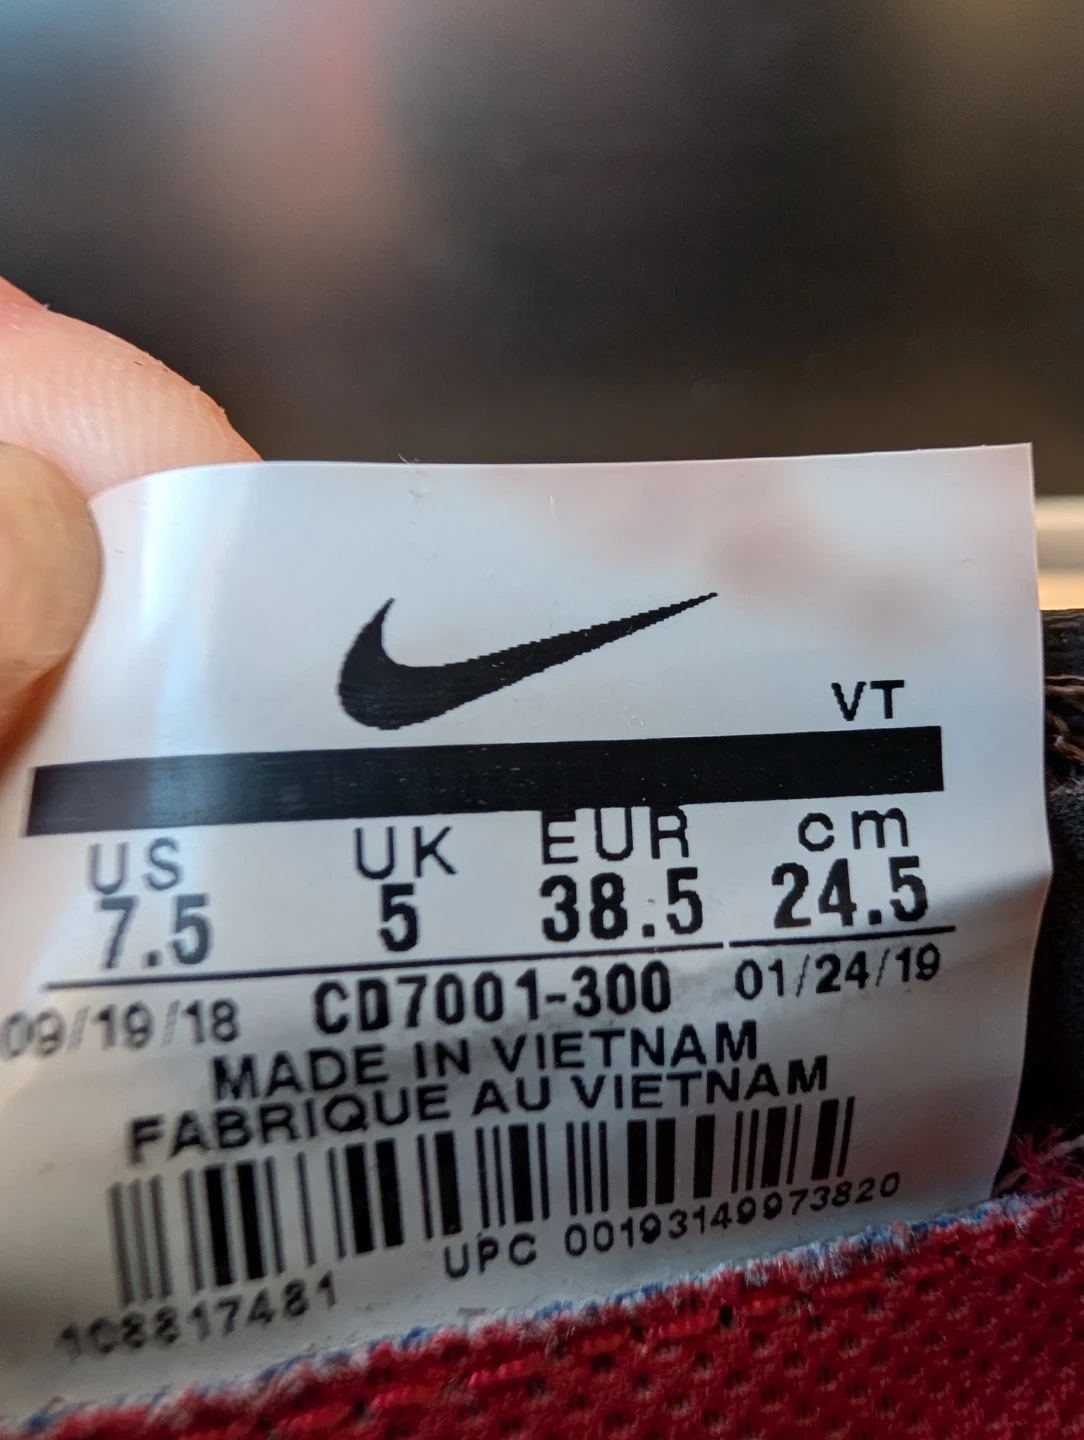 VT
US UK EUR cm
7.5 5 38.5 24.5
09/19/18 CD7001-300 01/24/19
MADE IN VIETNAM
FABRIQUE AU VIETNAM
UPC 00193149973820
108817481